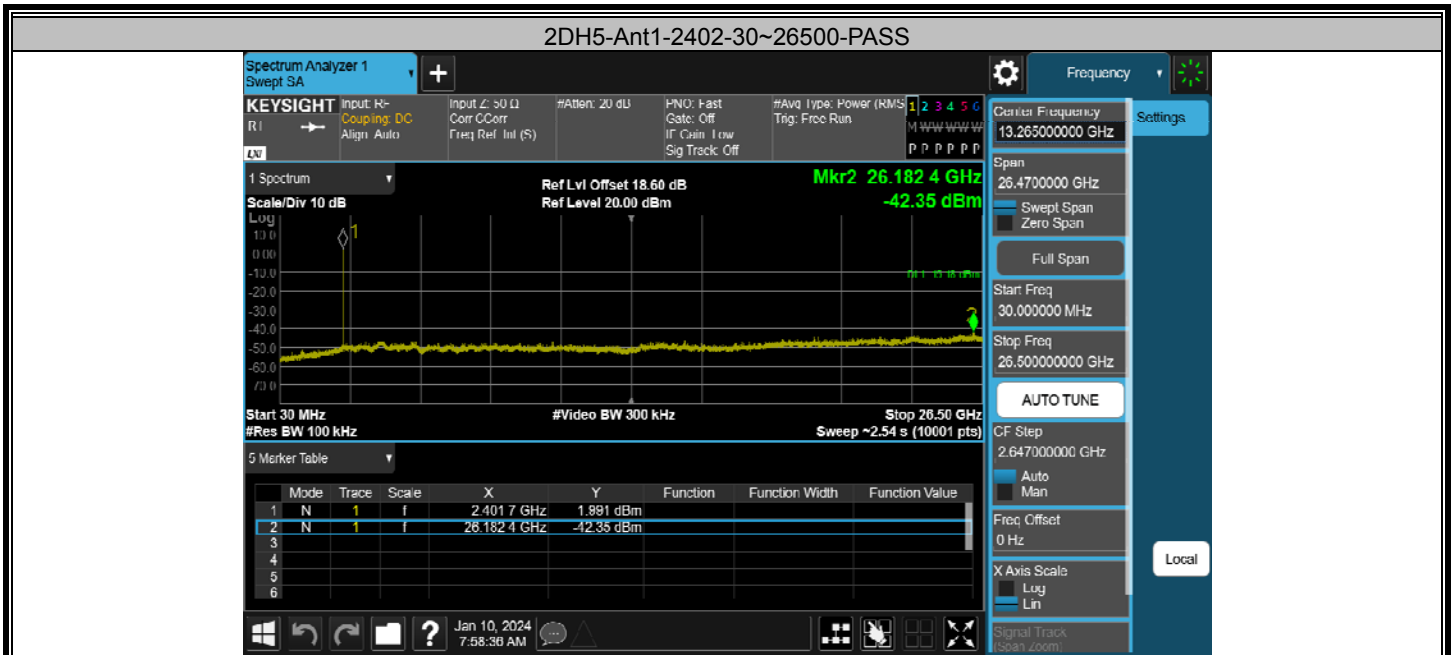 2DH5-Ant1-2402-30~26500-PASS
Spectrum Analyzer 1
Swept SA
+
Frequency
KEYSIGHT
Input: RF
Coupling: DC
Align: Auto
Input Z: 50 Ω
Corr CCorr
Freq Ref: Int (S)
#Atten: 20 dB
PNO: Fast
Gate: Off
IF Gain: Low
Sig Track: Off
#Avg Type: Power (RMS
Trig: Free Run
1 2 3 4 5 6
M W W W W W
P P P P P P
LXI
Center Frequency
13.265000000 GHz
Settings
1 Spectrum
Ref Lvl Offset 18.60 dB
Mkr2 26.182 4 GHz
Scale/Div 10 dB
Ref Level 20.00 dBm
-42.35 dBm
Span
26.4700000 GHz
Swept Span
Zero Span
Full Span
Log
10.0
0.00
-10.0
-20.0
-30.0
-40.0
-50.0
-60.0
1
2
Start Freq
30.000000 MHz
Stop Freq
26.500000000 GHz
AUTO TUNE
Start 30 MHz
#Video BW 300 kHz
Stop 26.50 GHz
#Res BW 100 kHz
Sweep ~2.54 s (10001 pts)
CF Step
2.647000000 GHz
Auto
Man
5 Marker Table
Mode Trace Scale X Y Function Function Width Function Value
1 N 1 f 2.401 7 GHz 1.991 dBm
2 N 1 f 26.182 4 GHz -42.35 dBm
3
4
5
6
Freq Offset
0 Hz
X Axis Scale
Log
Lin
Local
Signal Track
(Span Zoom)
?
Jan 10, 2024
7:58:36 AM